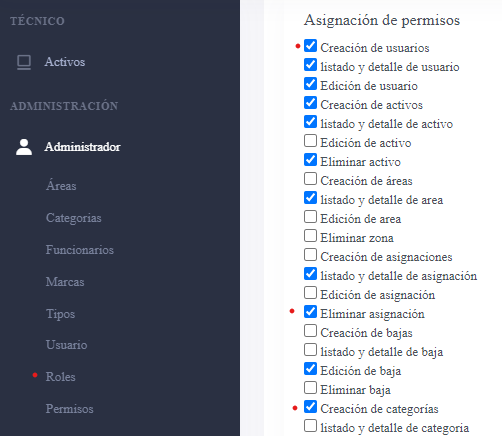 TÉCNICO
Activos
ADMINISTRACIÓN
Administrador
Áreas
Categorías
Funcionarios
Marcas
Tipos
Usuario
Roles
Permisos
Asignación de permisos
Creación de usuarios
listado y detalle de usuario
Edición de usuario
Creación de activos
listado y detalle de activo
Edición de activo
Eliminar activo
Creación de áreas
listado y detalle de area
Edición de area
Eliminar zona
Creación de asignaciones
listado y detalle de asignación
Edición de asignación
Eliminar asignación
Creación de bajas
listado y detalle de baja
Edición de baja
Eliminar baja
Creación de categorías
listado y detalle de categoría